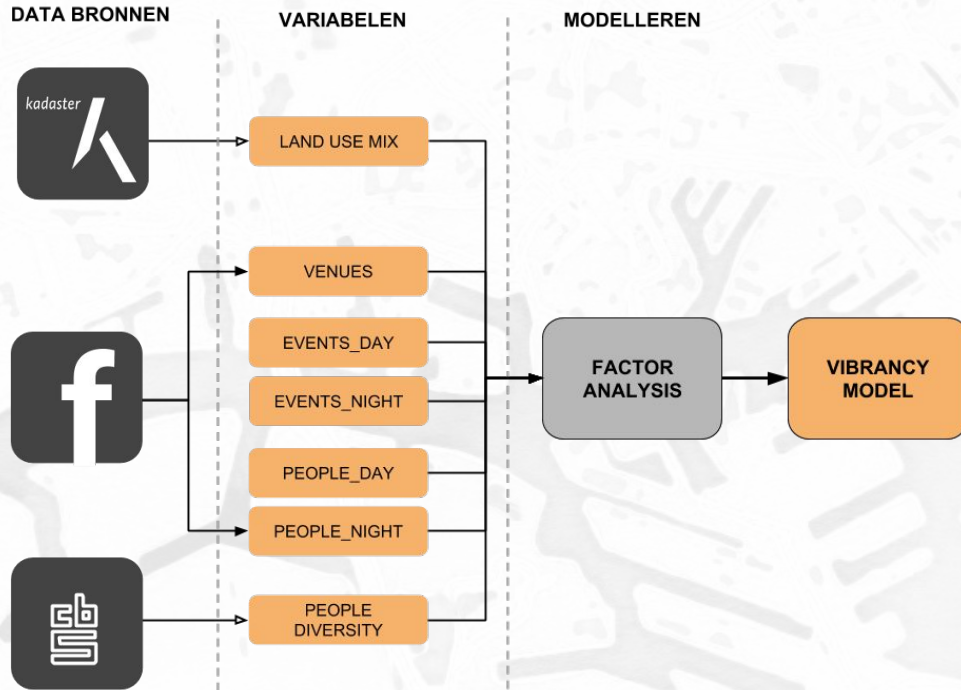 DATA BRONNEN
VARIABELEN
MODELLEREN
kadaster
LAND USE MIX
VENUES
f
EVENTS_DAY
EVENTS_NIGHT
FACTOR
ANALYSIS
VIBRANCY
MODEL
PEOPLE_DAY
PEOPLE_NIGHT
cbs
PEOPLE
DIVERSITY